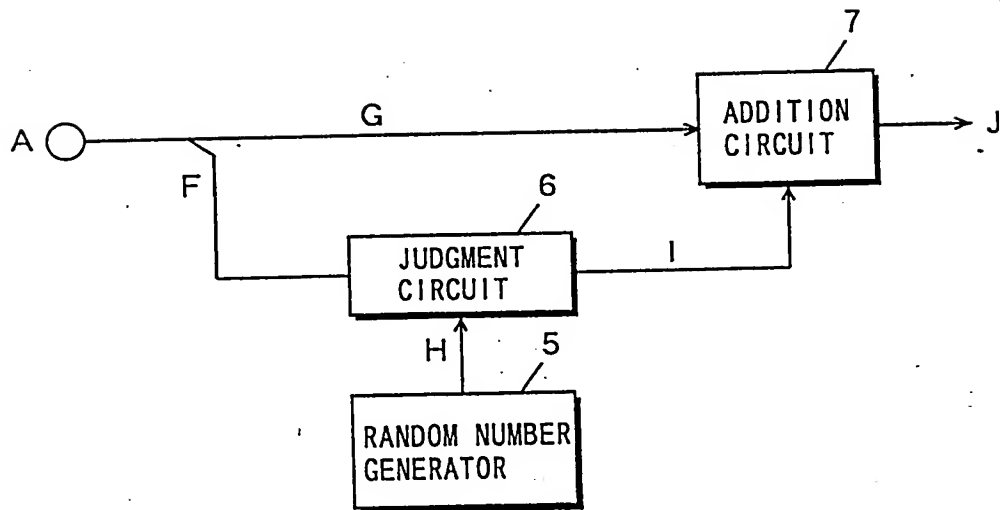 7
ADDITION
CIRCUIT
A
G
J
F
6
JUDGMENT
CIRCUIT
I
H
5
RANDOM NUMBER
GENERATOR